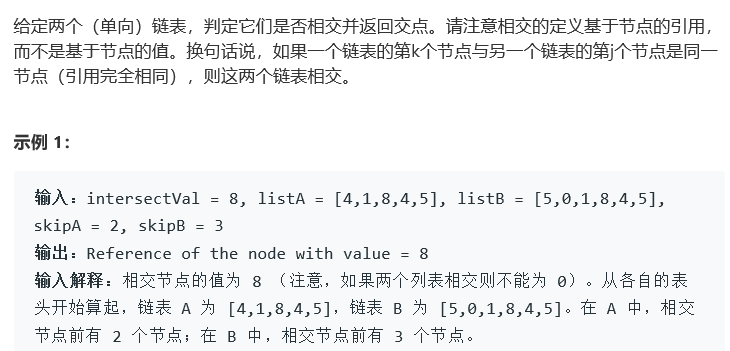 给定两个（单向）链表，判定它们是否相交并返回交点。请注意相交的定义基于节点的引用，
而不是基于节点的值。换句话说，如果一个链表的第k个节点与另一个链表的第j个节点是同一
节点（引用完全相同），则这两个链表相交。
示例 1：
输入：intersectVal = 8, listA = [4,1,8,4,5], listB = [5,0,1,8,4,5],
skipA = 2, skipB = 3
输出：Reference of the node with value = 8
输入解释：相交节点的值为 8 （注意，如果两个列表相交则不能为 0）。从各自的表
头开始算起，链表 A 为 [4,1,8,4,5]，链表 B 为 [5,0,1,8,4,5]。在 A 中，相交
节点前有 2 个节点；在 B 中，相交节点前有 3 个节点。